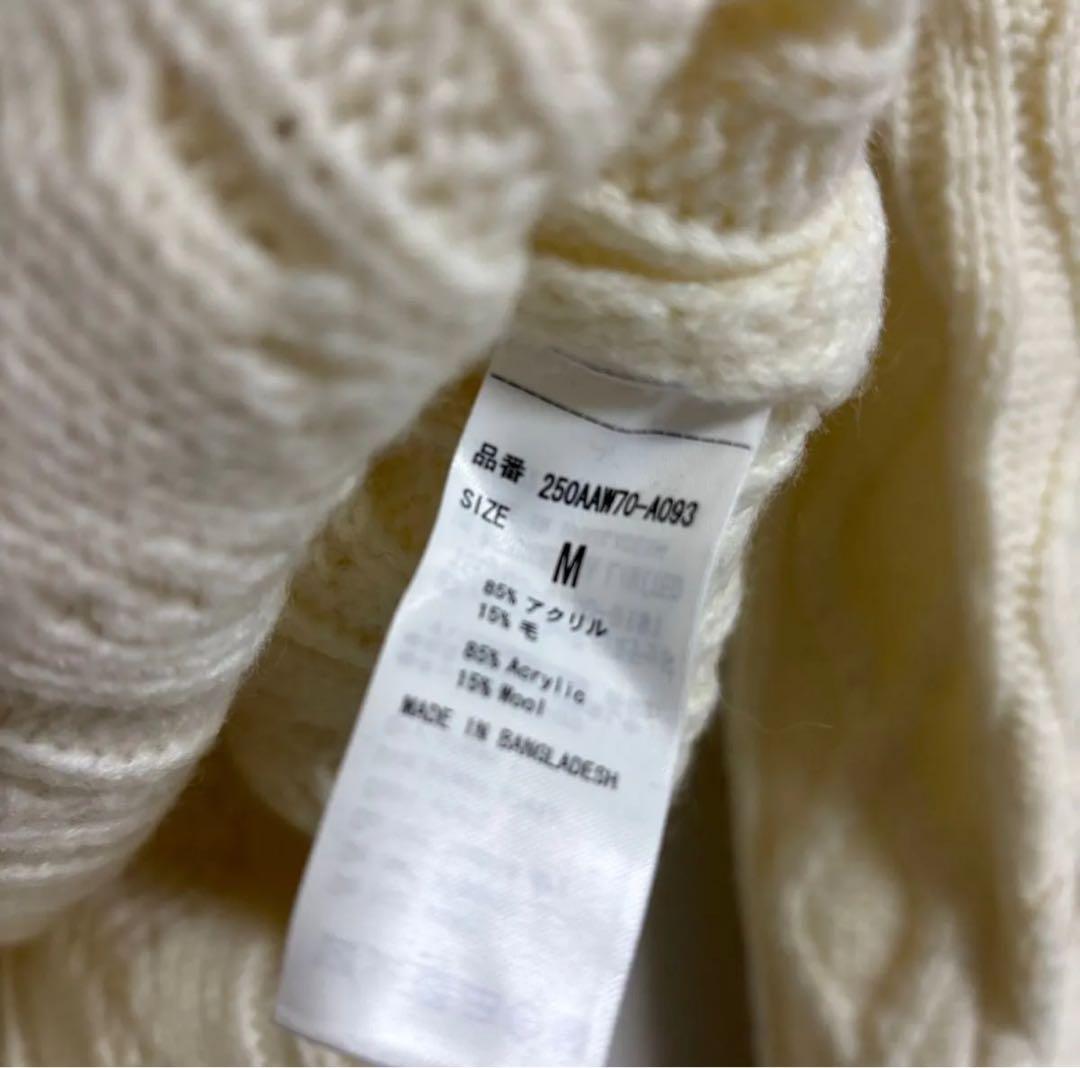 品番 250AAW70-A093
SIZE
M
85% アクリル
15% 毛
85% Acrylic
15% Wool
MADE IN BANGLADESH